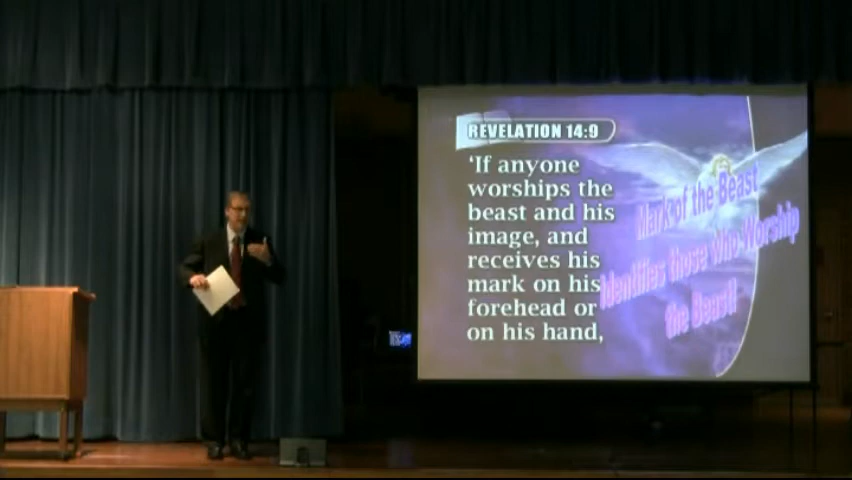 REVELATION 14:9
‘If anyone
worships the
beast and his
image, and
receives his
mark on his
forehead or
on his hand,
Mark of the Beast
Identifies those who Worship
the Beast!